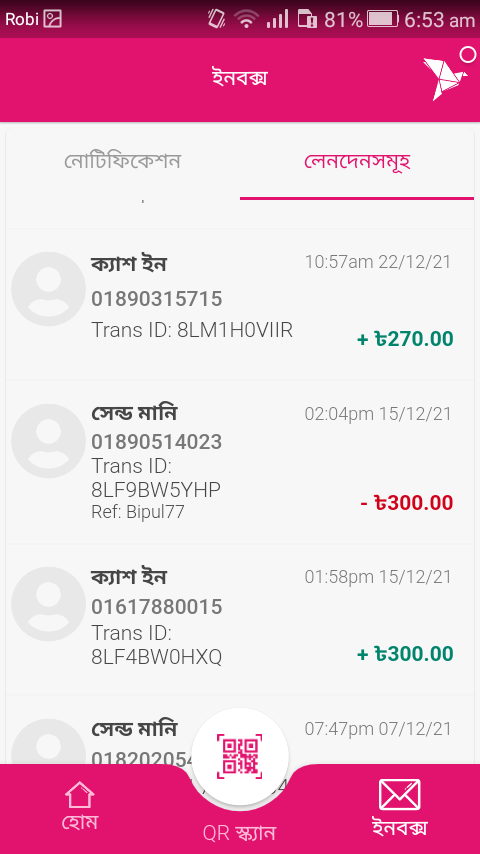 Robi 81% 6:53 am
ইনবক্স
নোটিফিকেশন লেনদেনসমূহ
ক্যাশ ইন 10:57am 22/12/21
01890315715
Trans ID: 8LM1H0VIIR
+ ৳270.00
সেন্ড মানি 02:04pm 15/12/21
01890514023
Trans ID:
8LF9BW5YHP
Ref: Bipul77
- ৳300.00
ক্যাশ ইন 01:58pm 15/12/21
01617880015
Trans ID:
8LF4BW0HXQ
+ ৳300.00
সেন্ড মানি 07:47pm 07/12/21
হোম QR স্ক্যান ইনবক্স